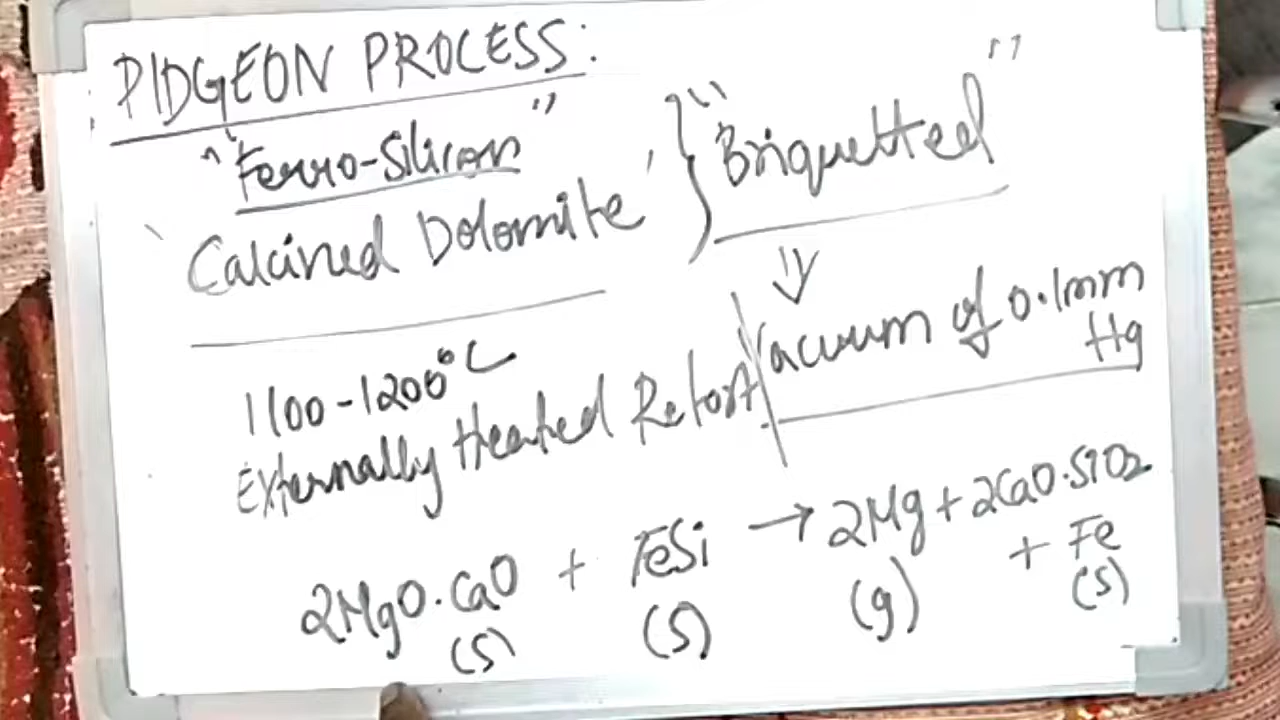 PIDGEON PROCESS:
"Ferro-Silicon"
Calcined Dolomite } "Briquetted"
⇓
Vacuum of 0.1mm Hg
1100-1200°C
Externally Heated Retort
2MgO.CaO + FeSi → 2Mg + 2CaO.SiO2 + Fe
(s) (s) (g) (s)